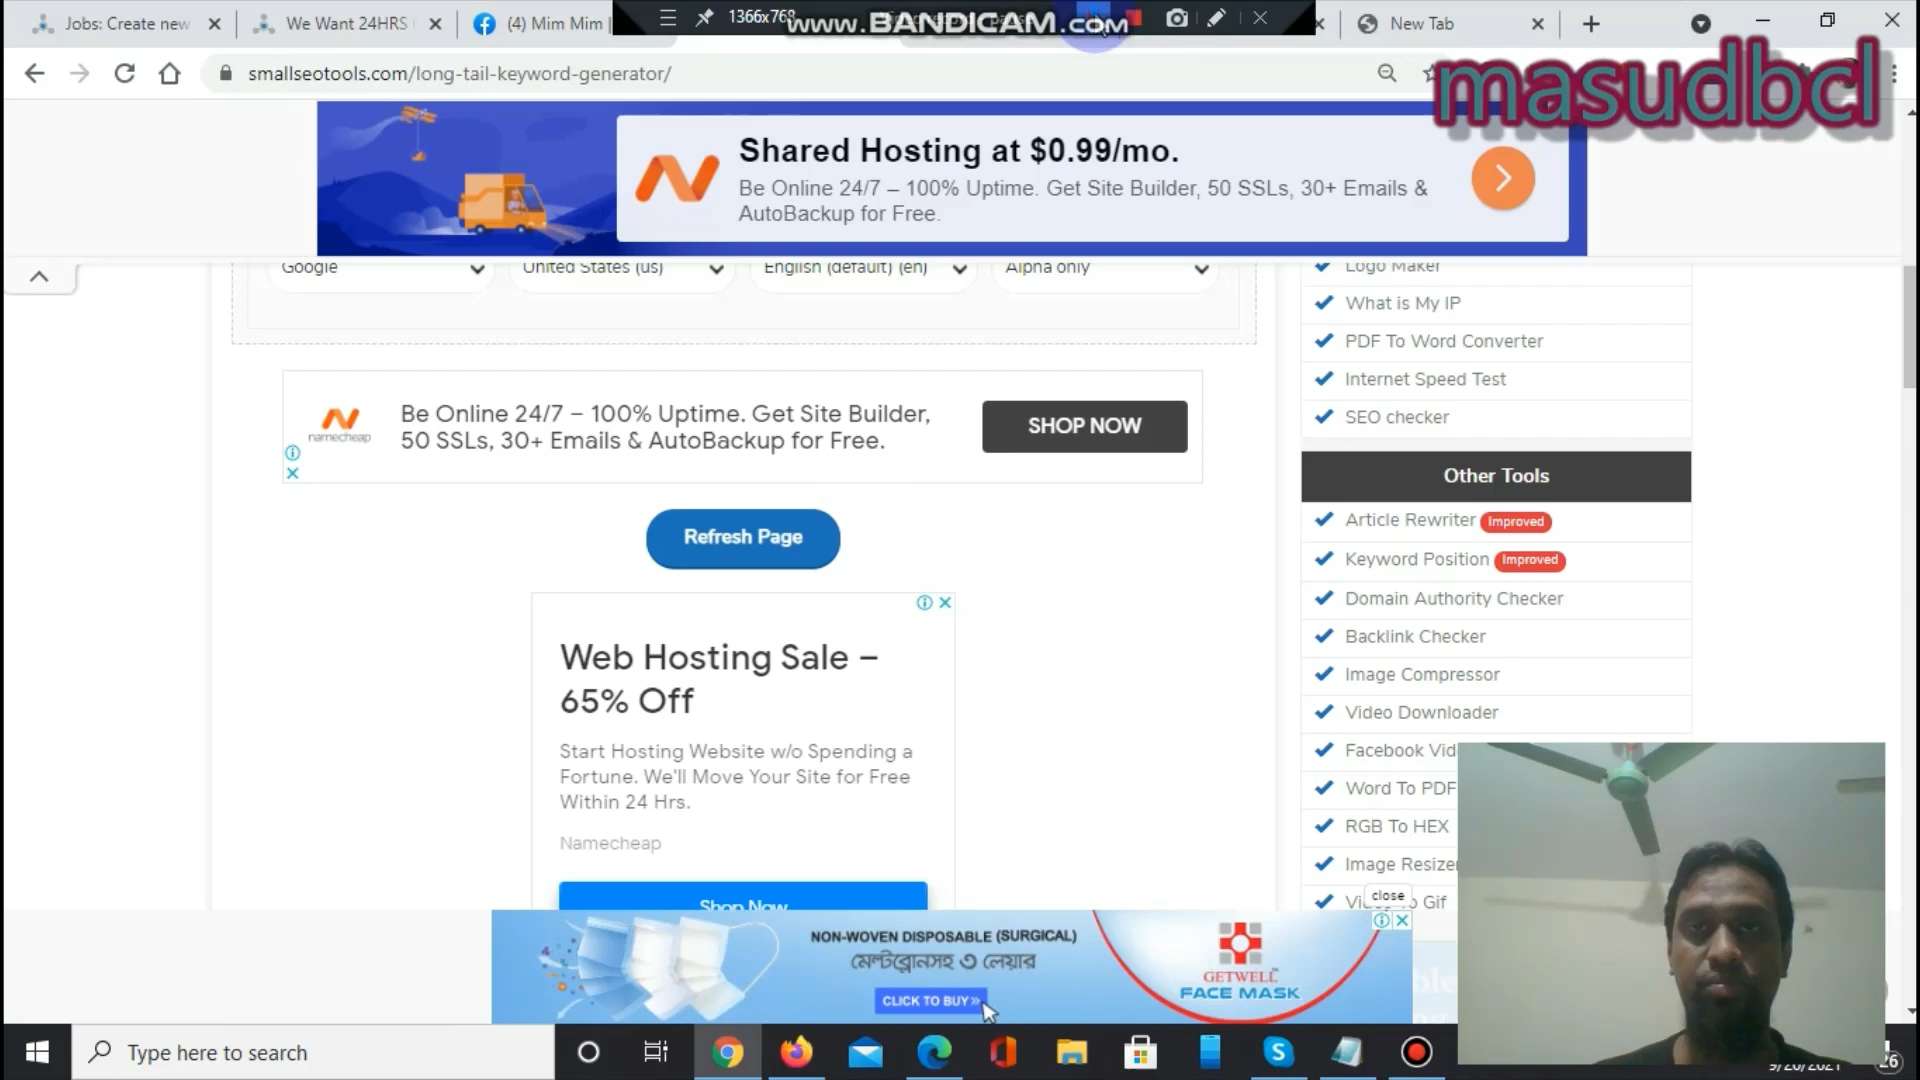 Jobs: Create new
We Want 24HRS
(4) Mim Mim |
1366x768
www.BANDICAM.COM
New Tab
smallseotools.com/long-tail-keyword-generator/
masudbcl
Shared Hosting at $0.99/mo.
Be Online 24/7 – 100% Uptime. Get Site Builder, 50 SSLs, 30+ Emails &
AutoBackup for Free.
Google
United States (us)
English (default) (en)
Alpha only
Logo Maker
What is My IP
PDF To Word Converter
Internet Speed Test
SEO checker
namecheap
Be Online 24/7 – 100% Uptime. Get Site Builder,
50 SSLs, 30+ Emails & AutoBackup for Free.
SHOP NOW
Refresh Page
Other Tools
Article Rewriter Improved
Keyword Position Improved
Domain Authority Checker
Backlink Checker
Image Compressor
Video Downloader
Facebook Vid
Word To PDF
RGB To HEX
Image Resizer
Gif
Web Hosting Sale –
65% Off
Start Hosting Website w/o Spending a
Fortune. We'll Move Your Site for Free
Within 24 Hrs.
Namecheap
Shop Now
close
NON-WOVEN DISPOSABLE (SURGICAL)
মেল্টব্লোনসহ ৩ লেয়ার
CLICK TO BUY»
GETWELL
FACE MASK
Type here to search
9/26/2021
26